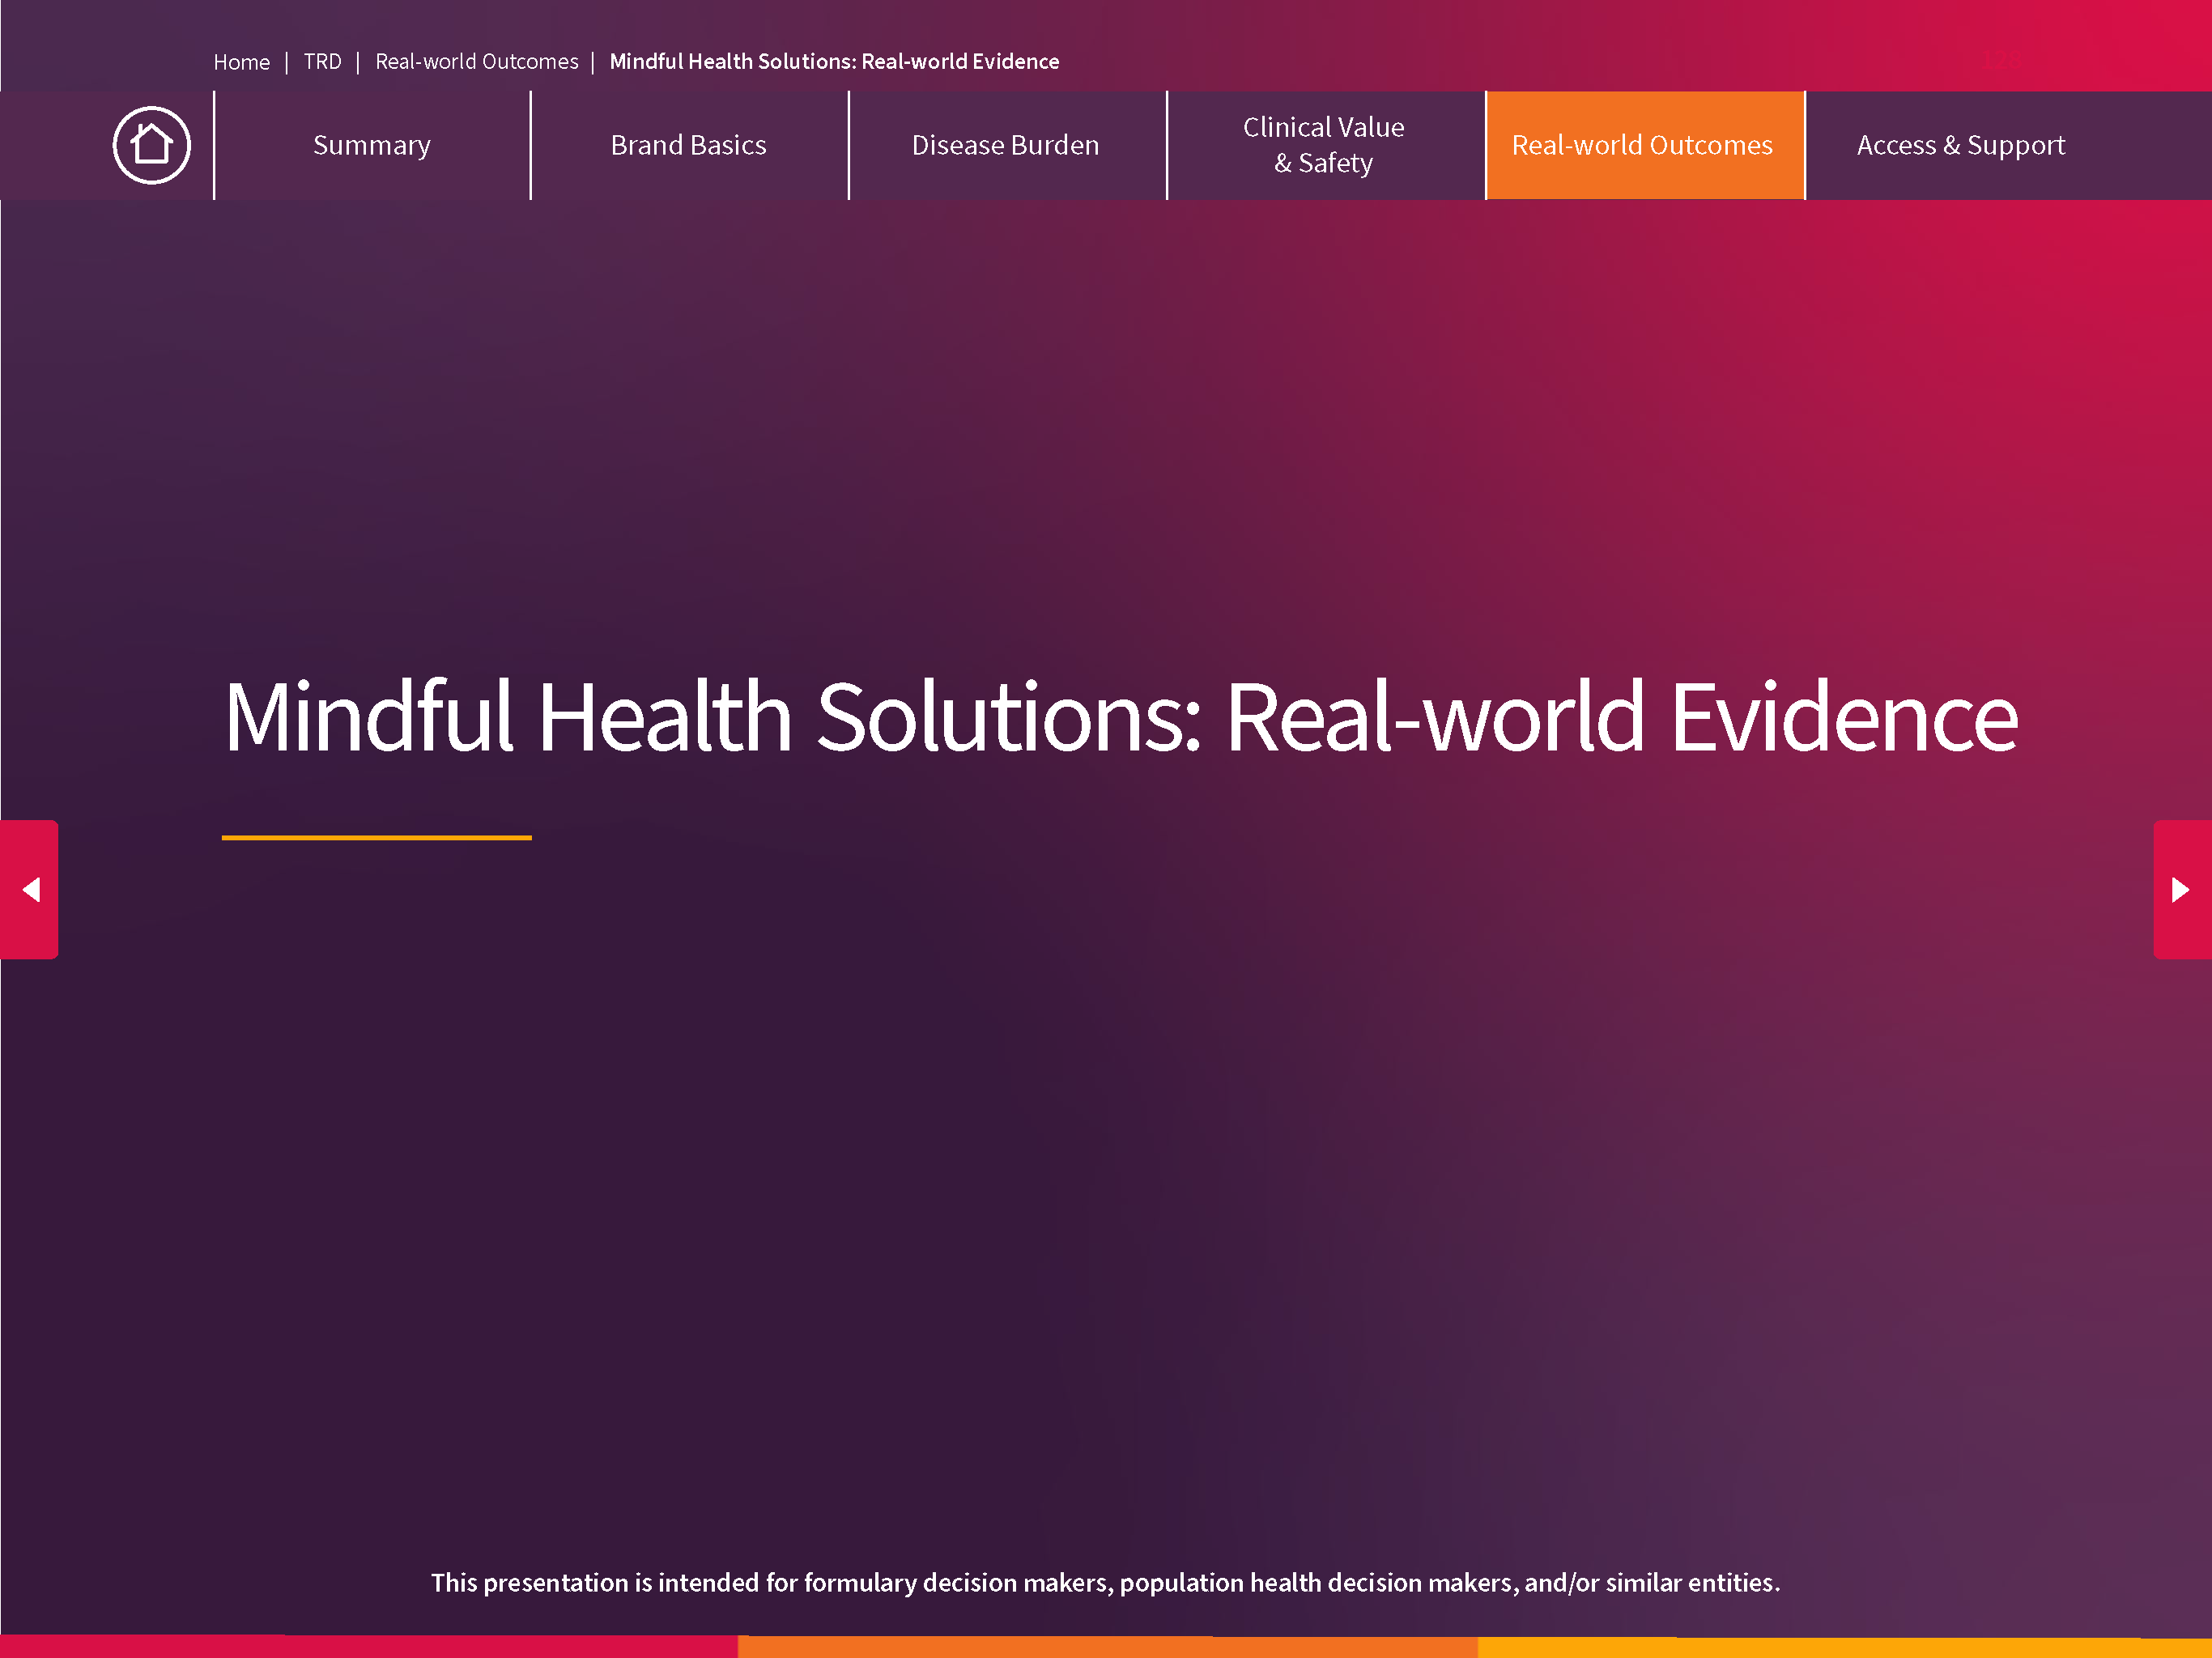 Home | TRD | Real-world Outcomes | Mindful Health Solutions: Real-world Evidence
128
Summary
Brand Basics
Disease Burden
Clinical Value
& Safety
Real-world Outcomes
Access & Support
Mindful Health Solutions: Real-world Evidence
This presentation is intended for formulary decision makers, population health decision makers, and/or similar entities.